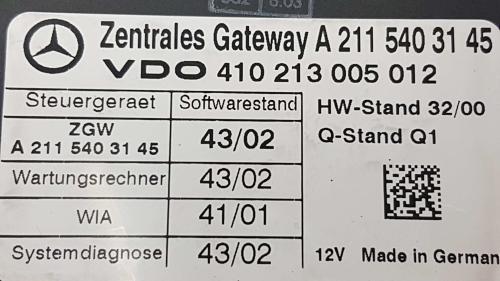 Zentrales Gateway A 211 540 31 45
VDO 410 213 005 012
Steuergeraet Softwarestand
HW-Stand 32/00
ZGW
A 211 540 31 45 43/02
Q-Stand Q1
Wartungsrechner 43/02
WIA 41/01
Systemdiagnose 43/02
12V Made in German